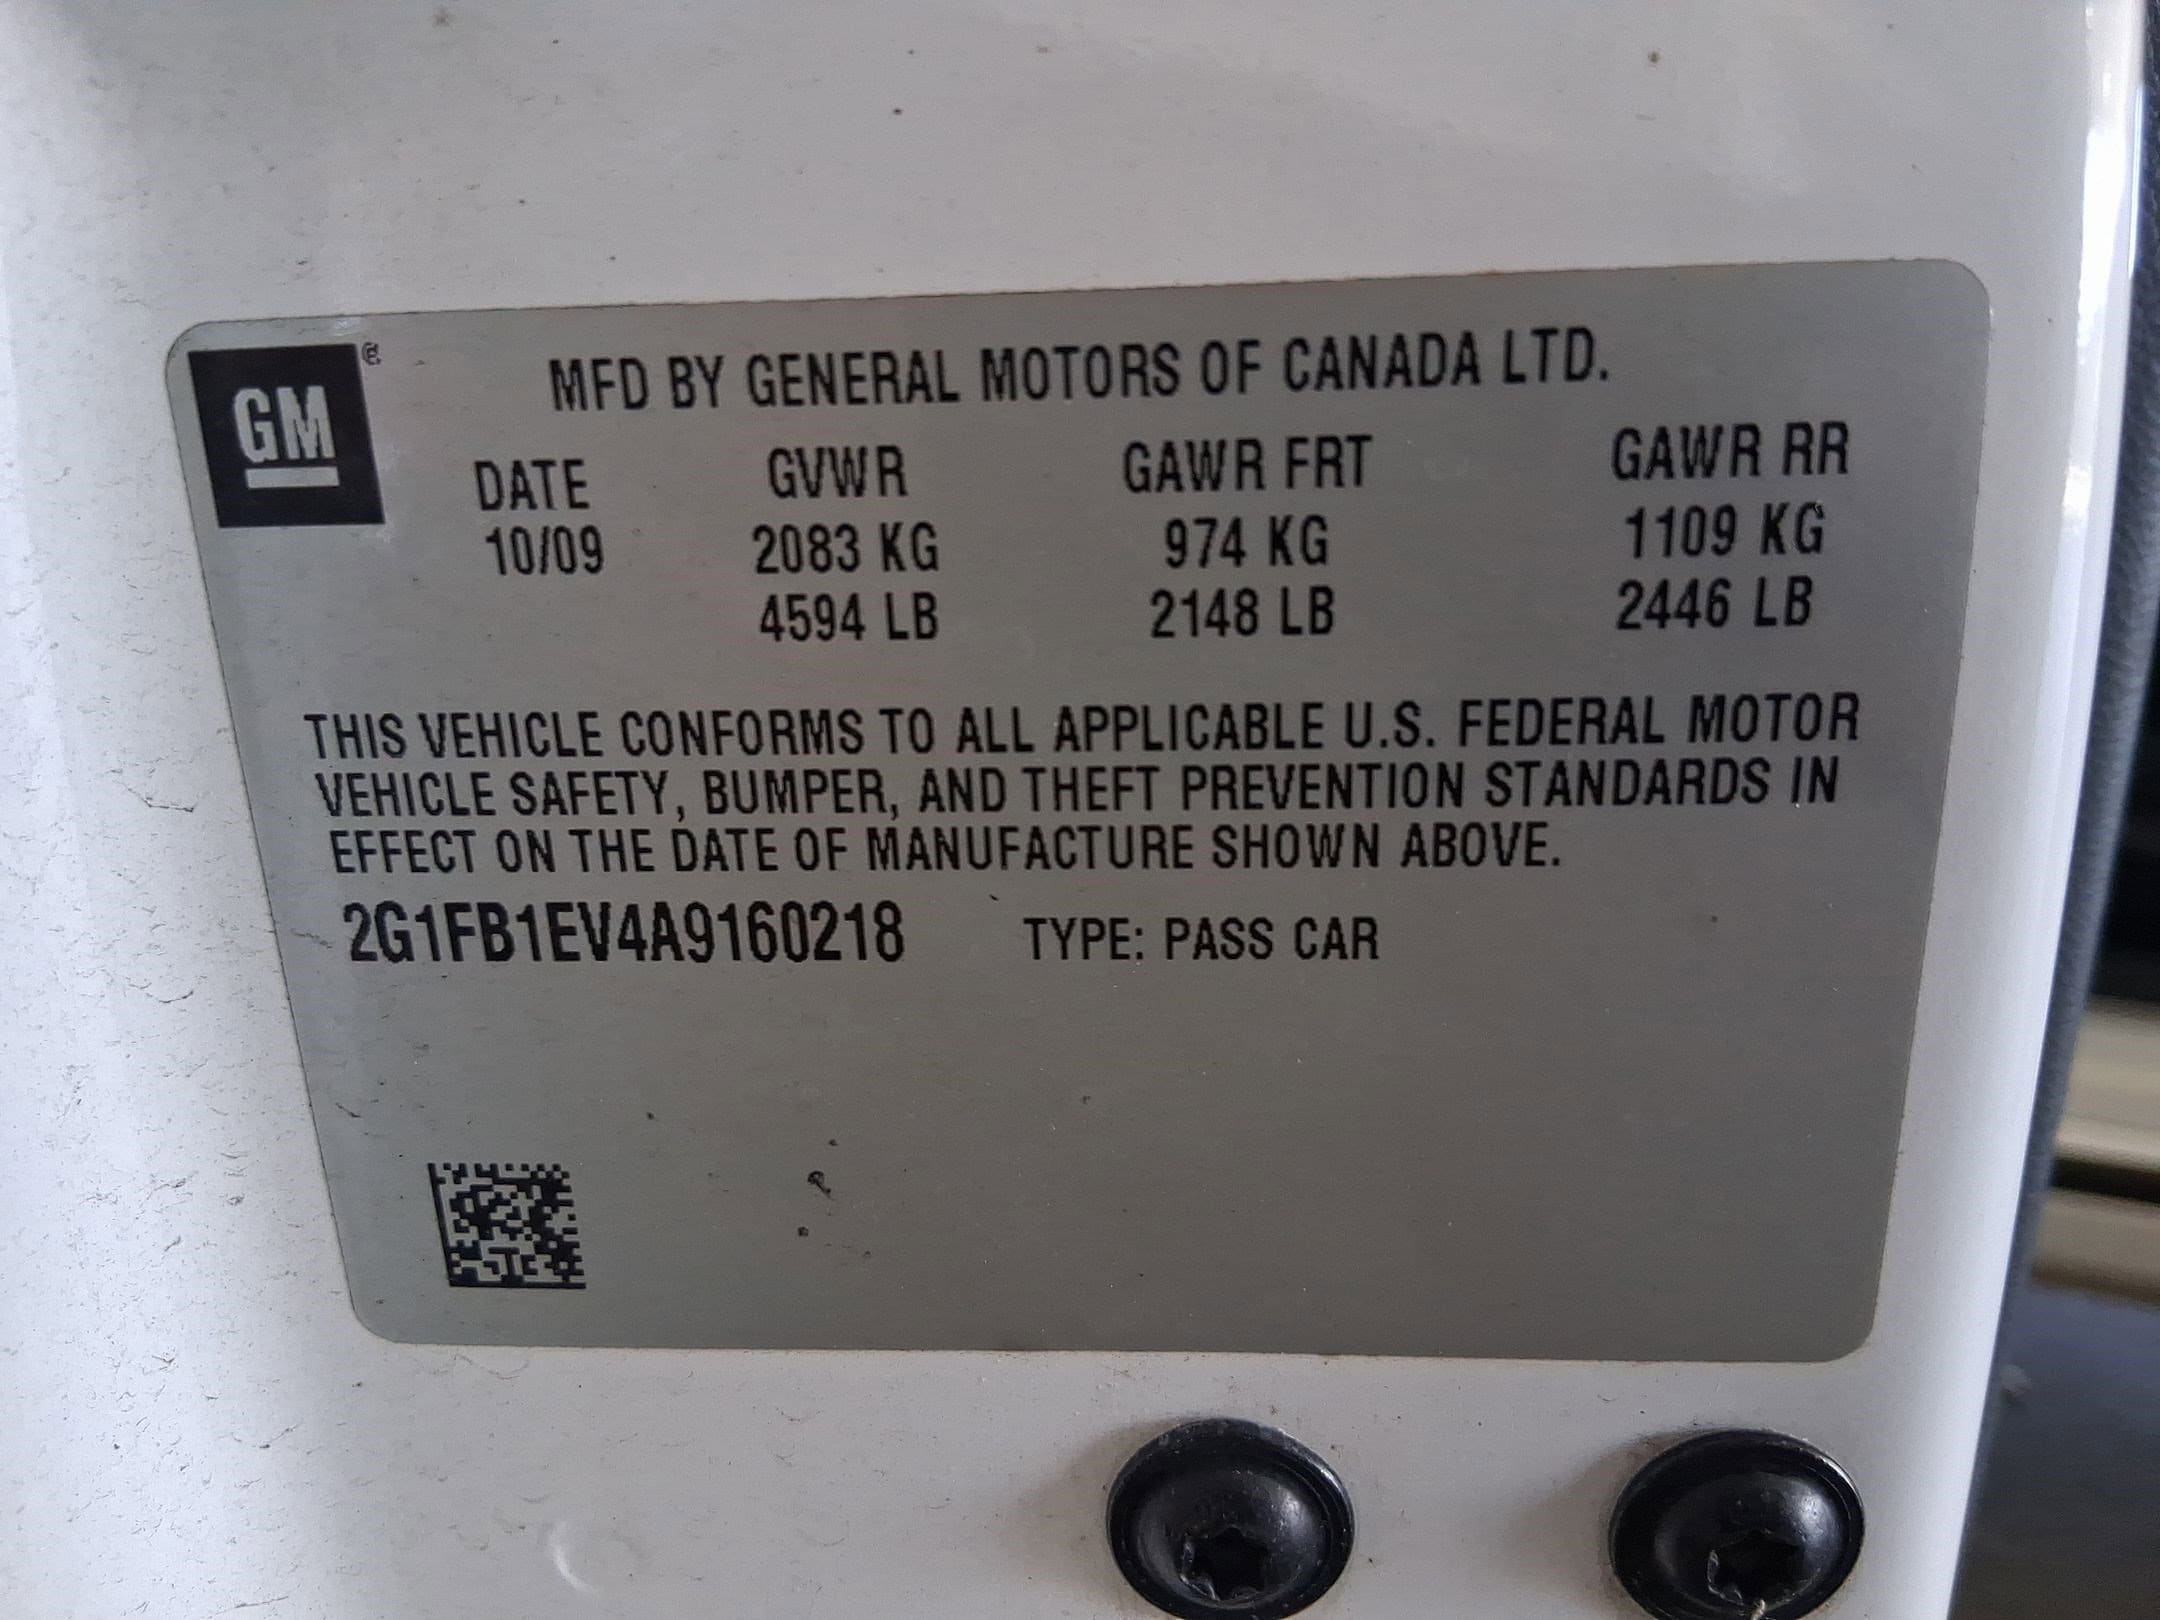 GM®
MFD BY GENERAL MOTORS OF CANADA LTD.
DATE GVWR GAWR FRT GAWR RR
10/09 2083 KG 974 KG 1109 KG
4594 LB 2148 LB 2446 LB
THIS VEHICLE CONFORMS TO ALL APPLICABLE U.S. FEDERAL MOTOR
VEHICLE SAFETY, BUMPER, AND THEFT PREVENTION STANDARDS IN
EFFECT ON THE DATE OF MANUFACTURE SHOWN ABOVE.
2G1FB1EV4A9160218 TYPE: PASS CAR